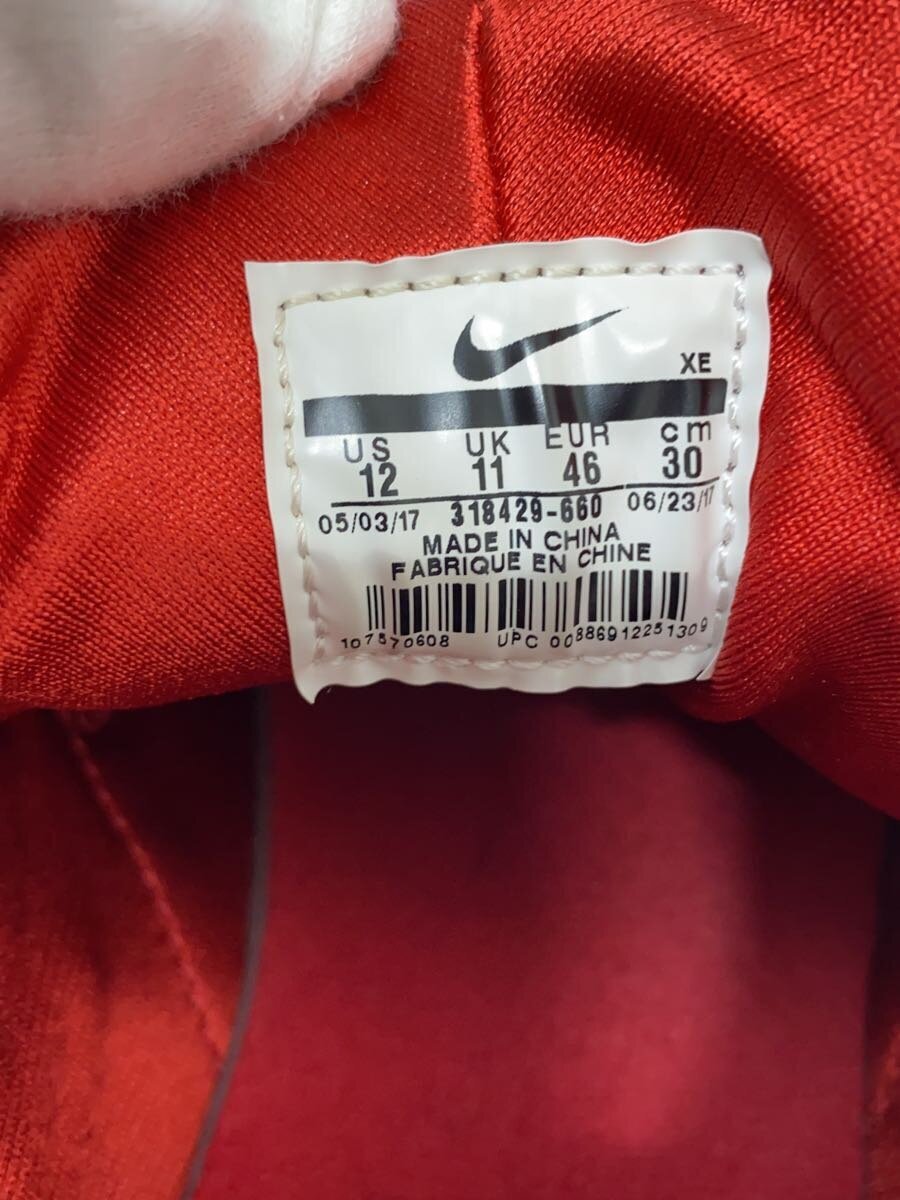 XE
US UK EUR cm
12 11 46 30
05/03/17 318429-660 06/23/17
MADE IN CHINA
FABRIQUE EN CHINE
107570608 UPC 00886912251309